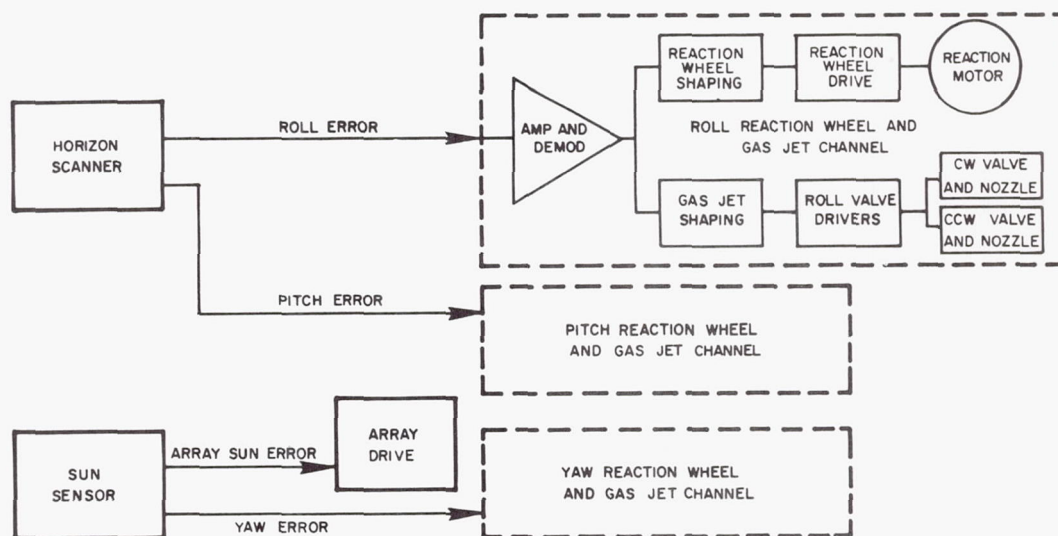 HORIZON
SCANNER
ROLL ERROR
PITCH ERROR
AMP AND
DEMOD
REACTION
WHEEL
SHAPING
REACTION
WHEEL
DRIVE
REACTION
MOTOR
ROLL REACTION WHEEL AND
GAS JET CHANNEL
GAS JET
SHAPING
ROLL VALVE
DRIVERS
CW VALVE
AND NOZZLE
CCW VALVE
AND NOZZLE
PITCH REACTION WHEEL
AND GAS JET CHANNEL
SUN
SENSOR
ARRAY SUN ERROR
ARRAY
DRIVE
YAW ERROR
YAW REACTION WHEEL
AND GAS JET CHANNEL